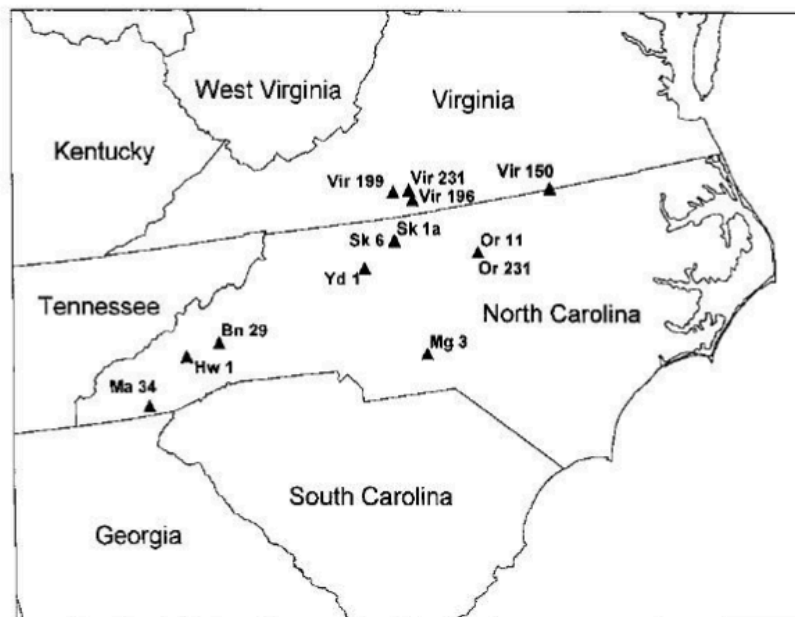 West Virginia
Virginia
Kentucky
Vir 199
Vir 231
Vir 196
Vir 150
Sk 1a
Sk 6
Or 11
Or 231
Yd 1
Tennessee
North Carolina
Bn 29
Hw 1
Mg 3
Ma 34
South Carolina
Georgia